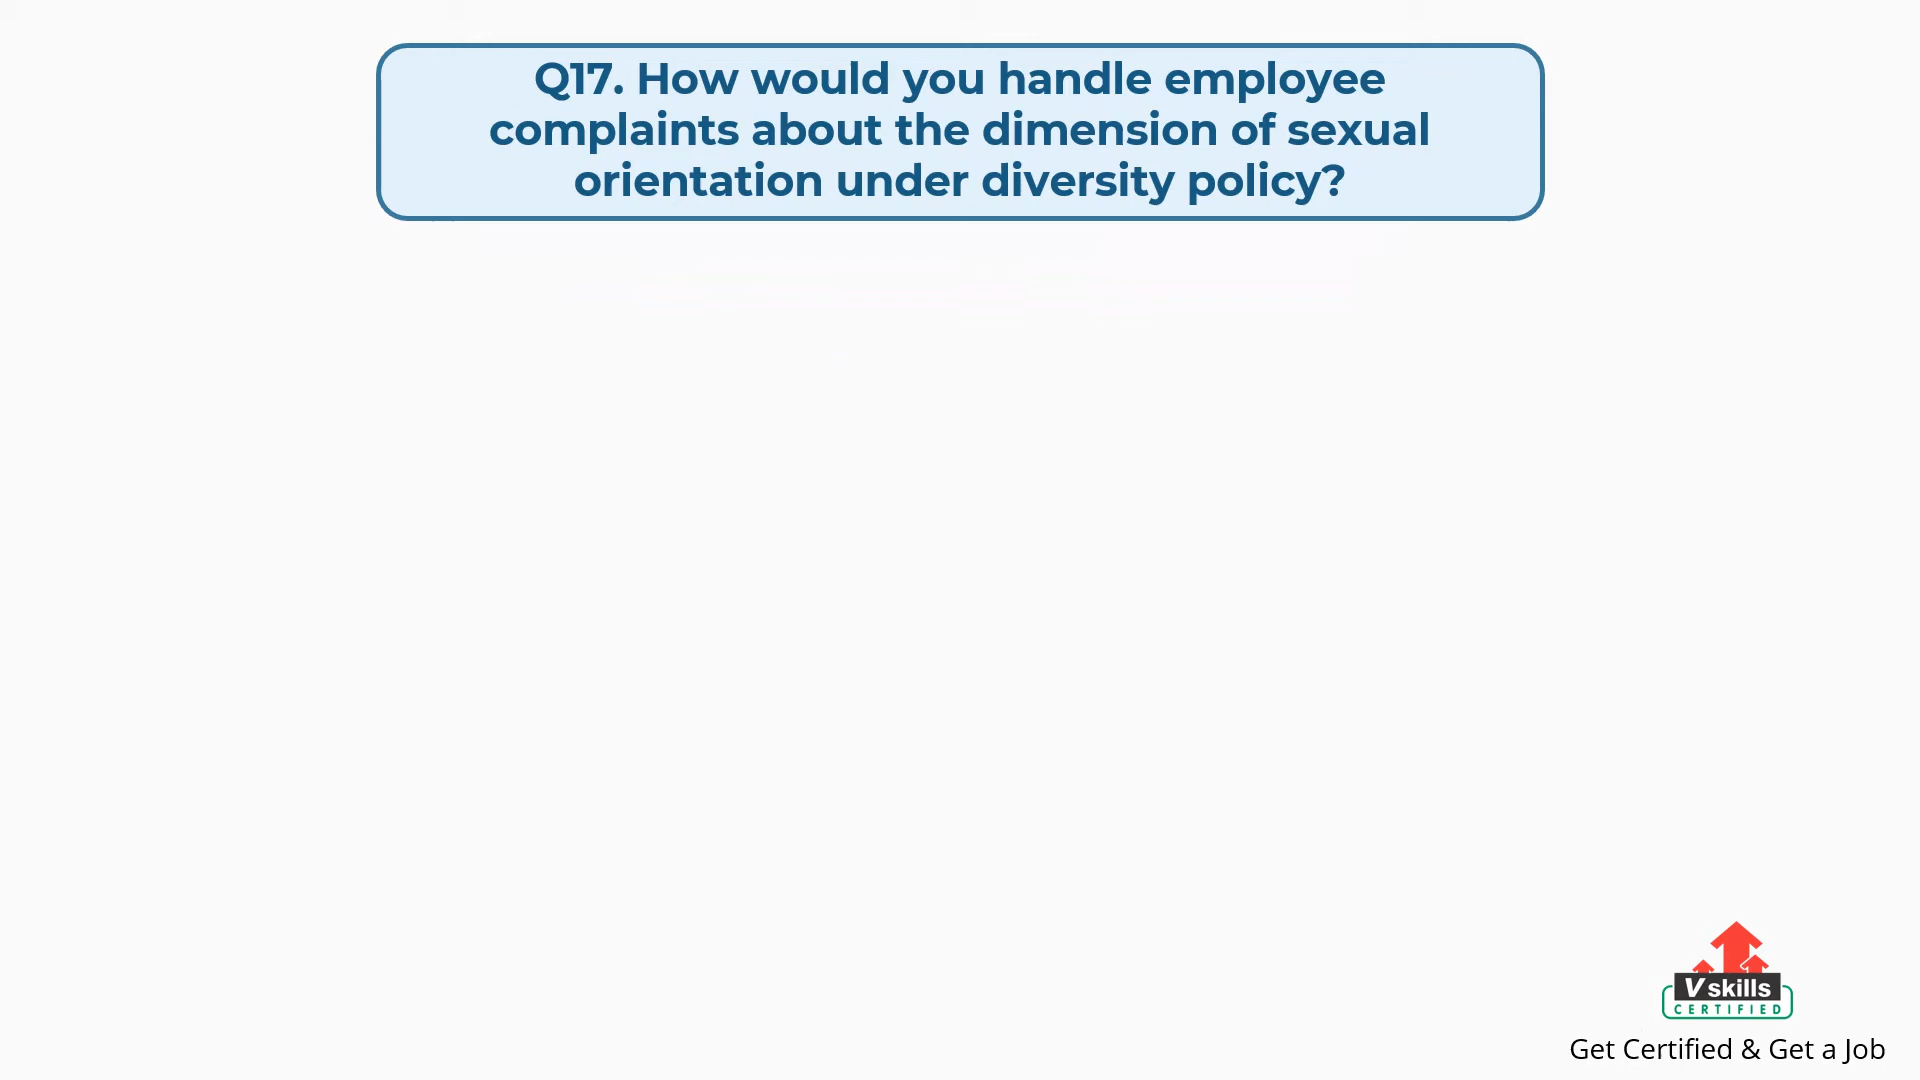 Q17. How would you handle employee
complaints about the dimension of sexual
orientation under diversity policy?
Vskills
CERTIFIED
Get Certified & Get a Job